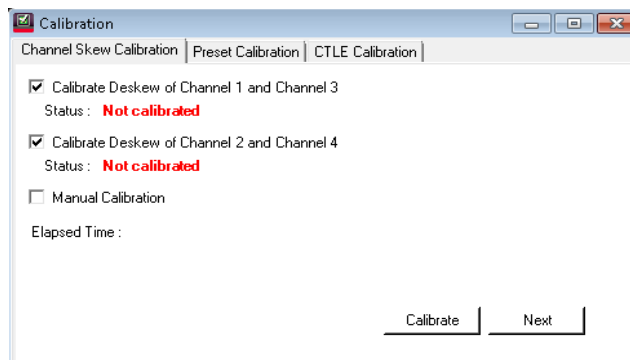 Calibration
Channel Skew Calibration Preset Calibration CTLE Calibration
Calibrate Deskew of Channel 1 and Channel 3
Status : Not calibrated
Calibrate Deskew of Channel 2 and Channel 4
Status : Not calibrated
Manual Calibration
Elapsed Time :
Calibrate Next